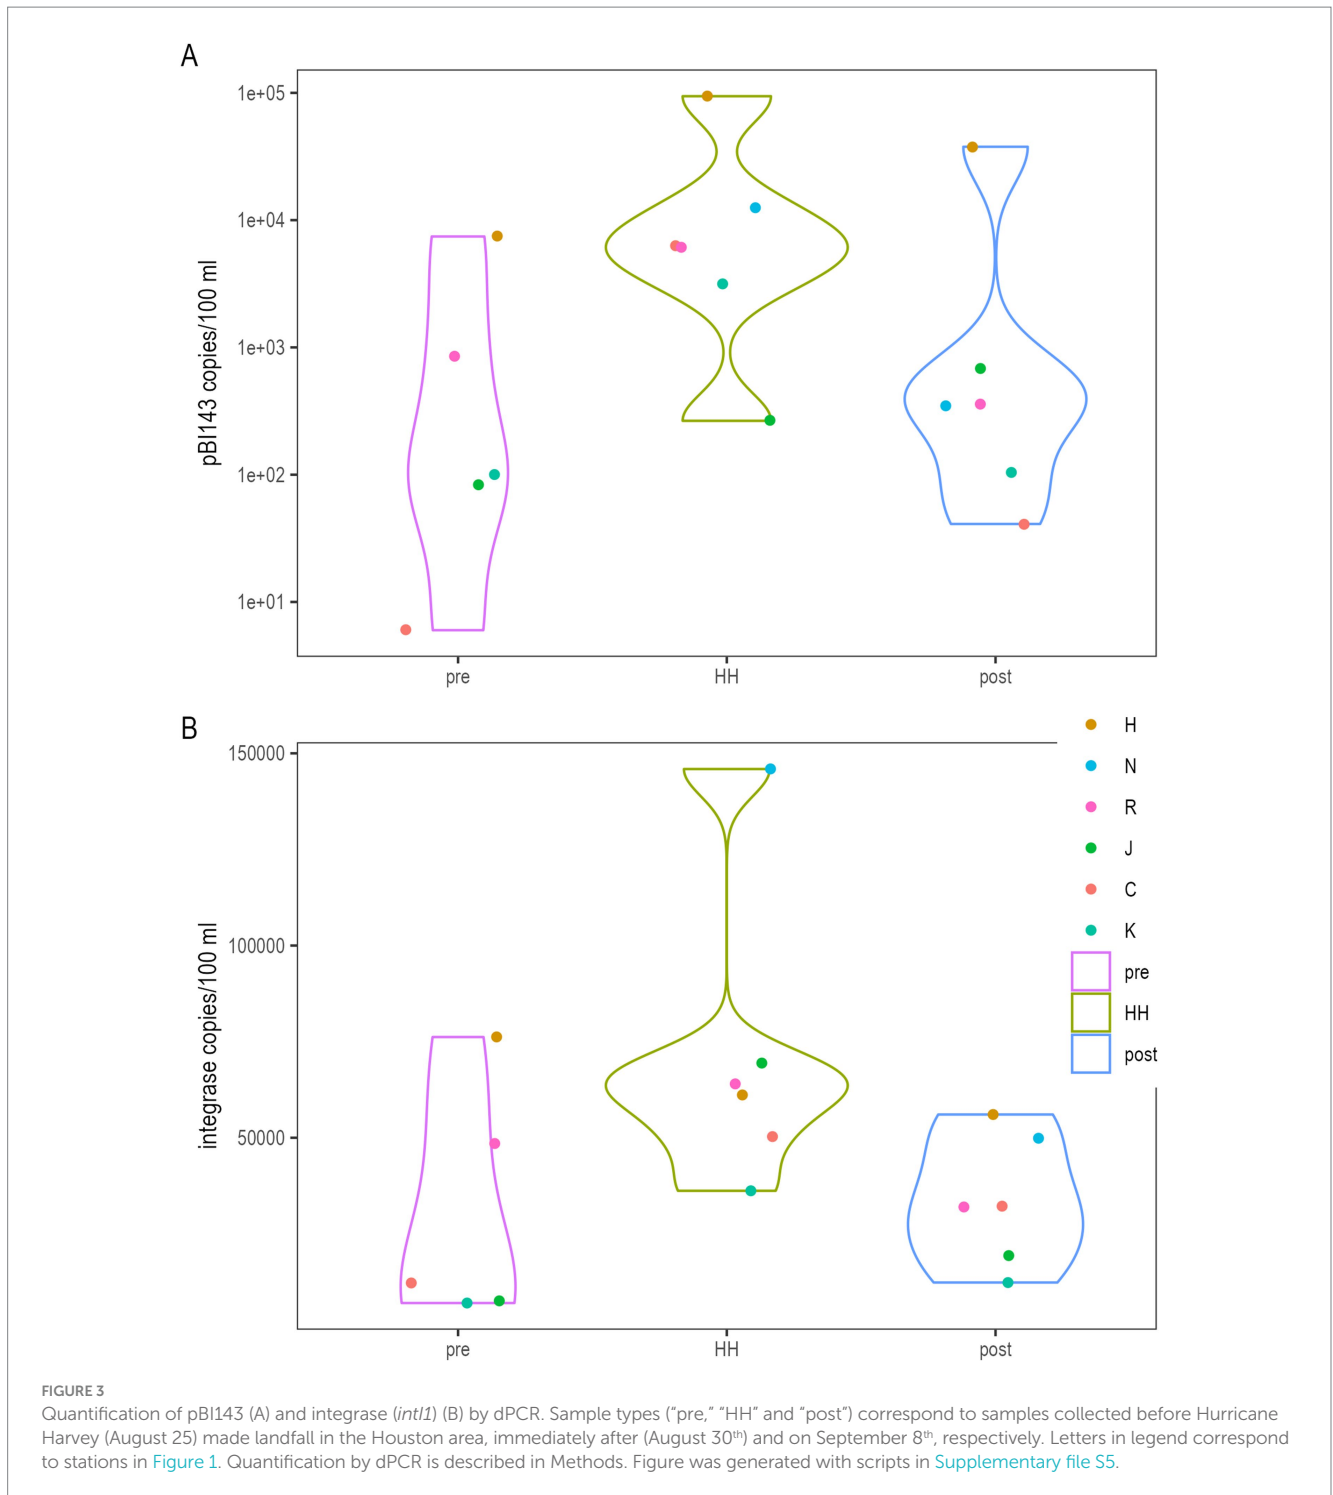 A
1e+05
1e+04
1e+03
1e+02
1e+01
pBI143 copies/100 ml
pre HH post
B
150000
100000
50000
integrase copies/100 ml
pre HH post
H
N
R
J
C
K
pre
HH
post
FIGURE 3
Quantification of pBI143 (A) and integrase (intI1) (B) by dPCR. Sample types (“pre,” “HH” and “post”) correspond to samples collected before Hurricane
Harvey (August 25) made landfall in the Houston area, immediately after (August 30th) and on September 8th, respectively. Letters in legend correspond
to stations in Figure 1. Quantification by dPCR is described in Methods. Figure was generated with scripts in Supplementary file S5.